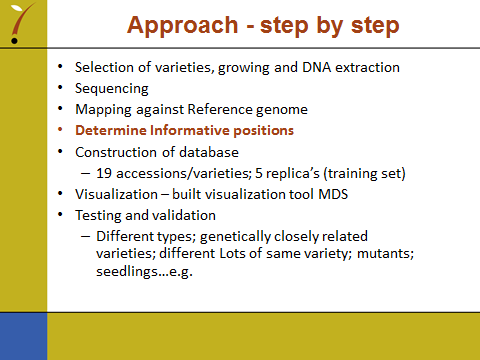 Approach - step by step
• Selection of varieties, growing and DNA extraction
• Sequencing
• Mapping against Reference genome
• Determine Informative positions
• Construction of database
– 19 accessions/varieties; 5 replica's (training set)
• Visualization – built visualization tool MDS
• Testing and validation
– Different types; genetically closely related
varieties; different Lots of same variety; mutants;
seedlings...e.g.